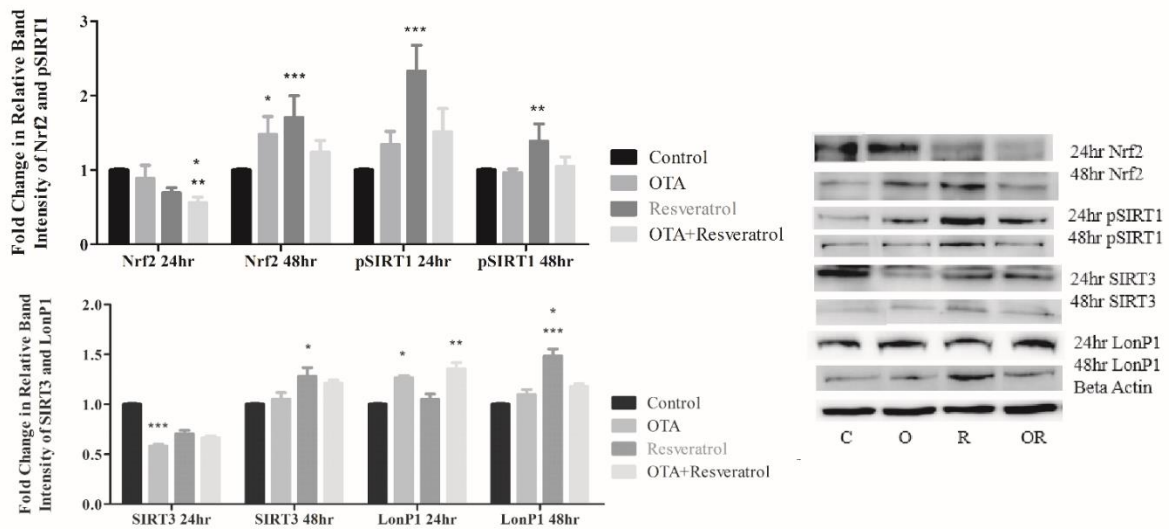 Fold Change in Relative Band
Intensity of Nrf2 and pSIRT1
3
2
1
0
*
**
*
***
***
**
Nrf2 24hr
Nrf2 48hr
pSIRT1 24hr
pSIRT1 48hr
Control
OTA
Resveratrol
OTA+Resveratrol
Fold Change in Relative Band
Intensity of SIRT3 and LonP1
2.0
1.5
1.0
0.5
0.0
***
*
*
**
*
***
SIRT3 24hr
SIRT3 48hr
LonP1 24hr
LonP1 48hr
Control
OTA
Resveratrol
OTA+Resveratrol
24hr Nrf2
48hr Nrf2
24hr pSIRT1
48hr pSIRT1
24hr SIRT3
48hr SIRT3
24hr LonP1
48hr LonP1
Beta Actin
C
O
R
OR